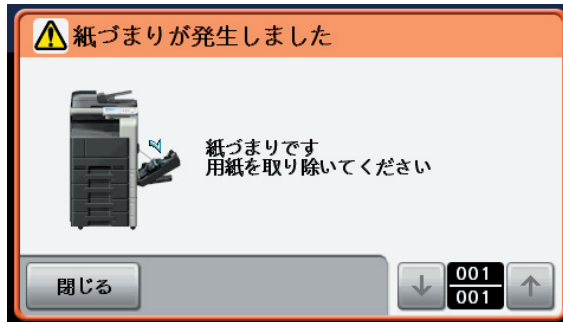 紙づまりが発生しました
紙づまりです
用紙を取り除いてください
閉じる
001
001